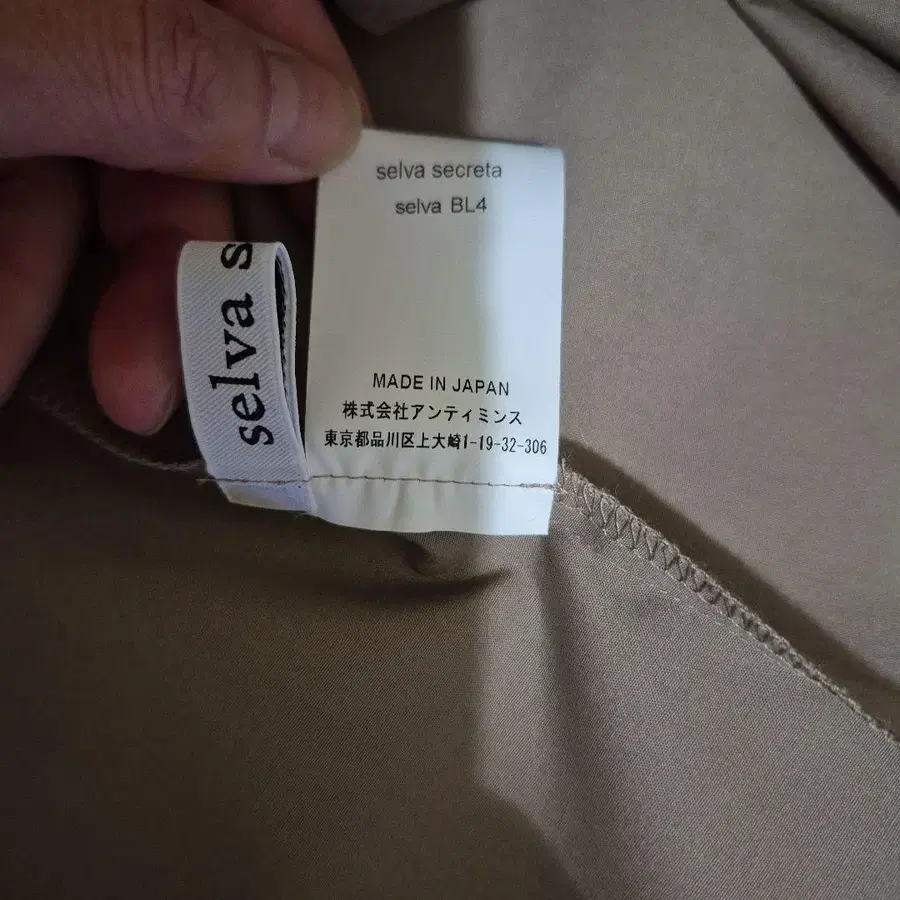 selva secreta
selva BL4
MADE IN JAPAN
株式会社アンティミンス
東京都品川区上大崎1-19-32-306
selva s